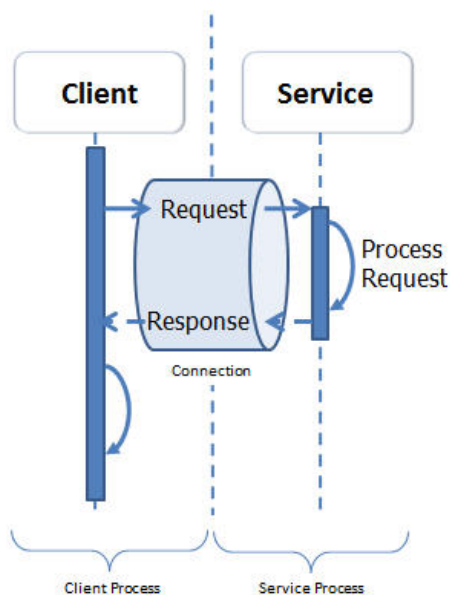 Client
Service
Request
Process
Request
Response
Connection
Client Process
Service Process